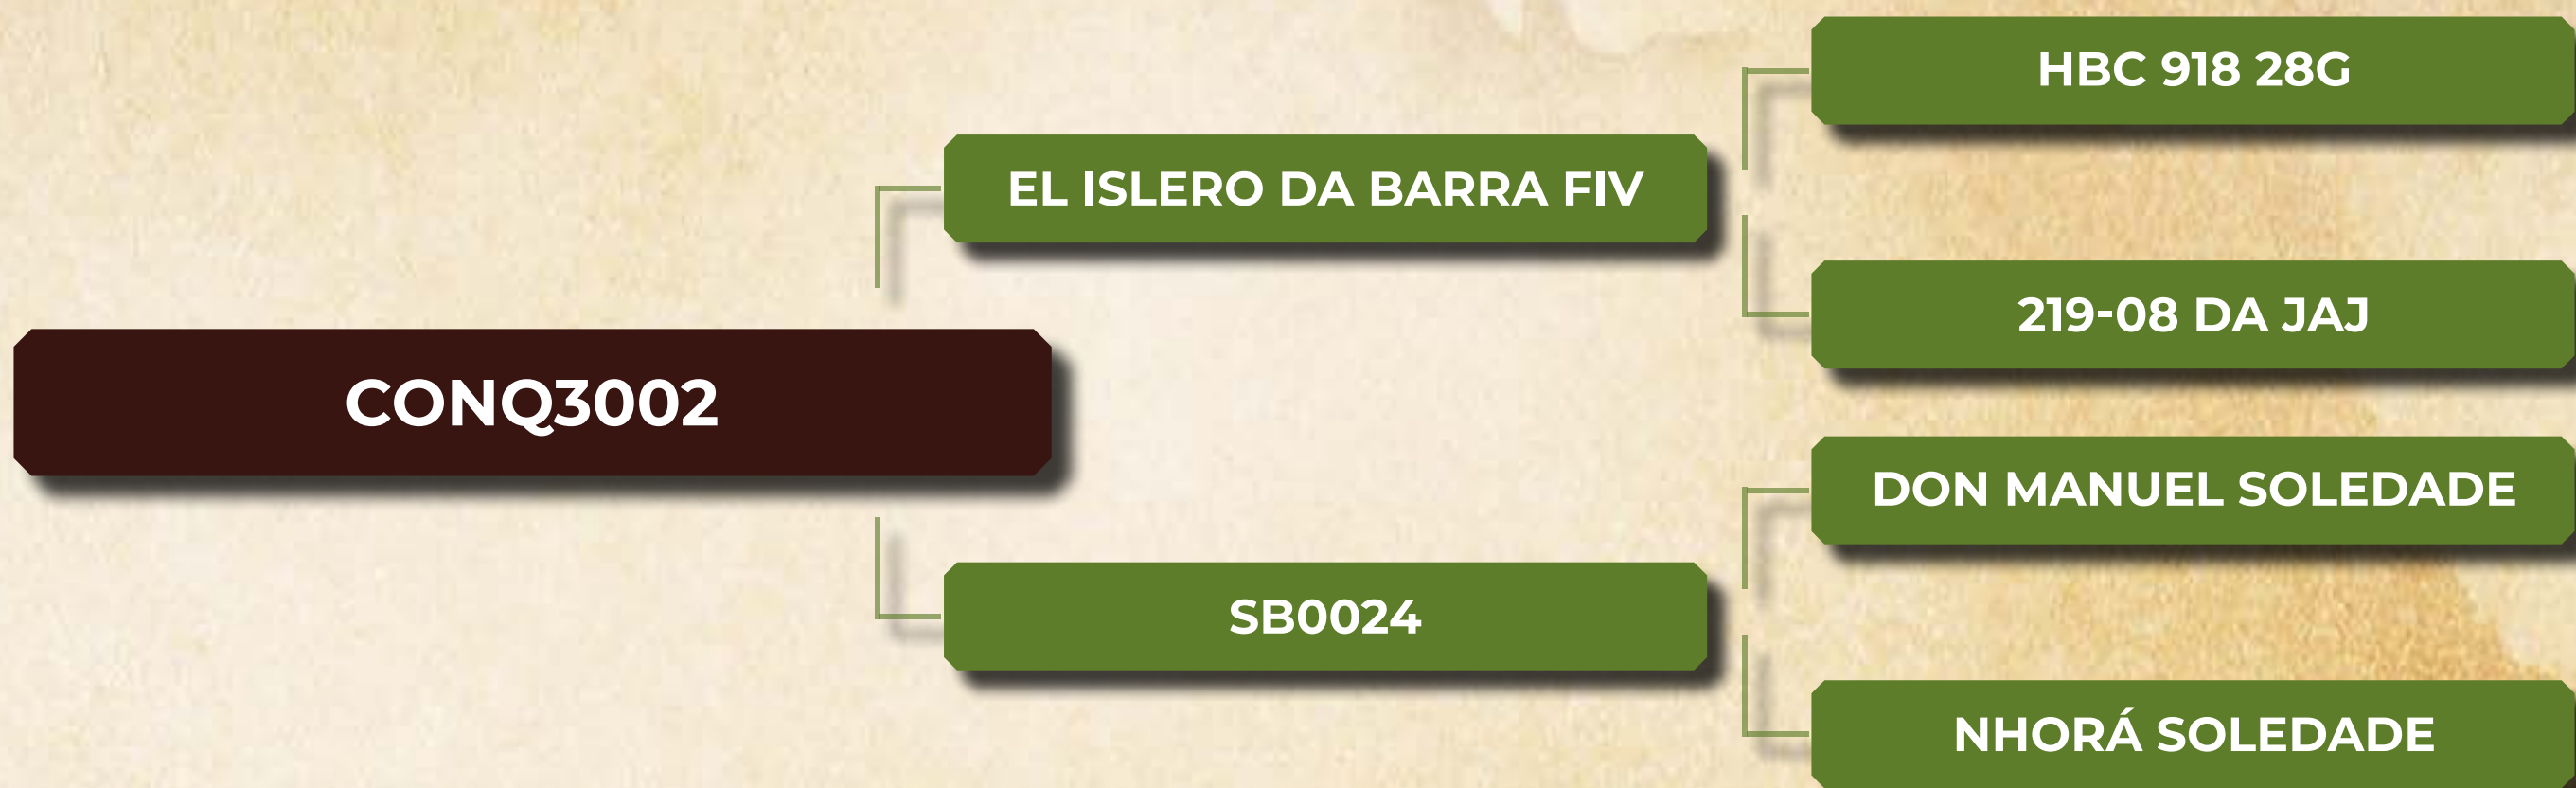 HBC 918 28G
EL ISLERO DA BARRA FIV
219-08 DA JAJ
CONQ3002
DON MANUEL SOLEDADE
SB0024
NHORÁ SOLEDADE